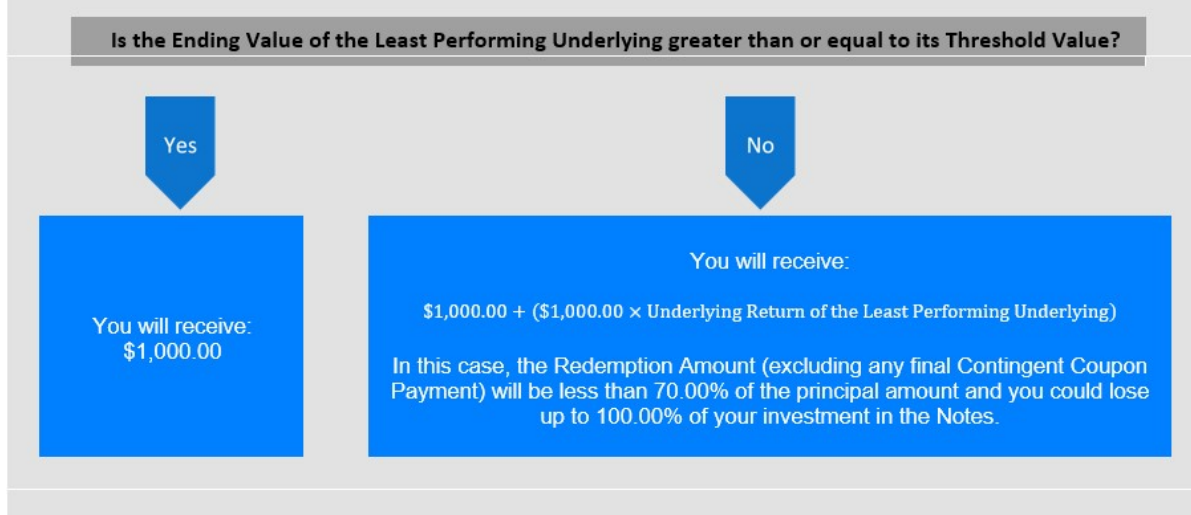 Is the Ending Value of the Least Performing Underlying greater than or equal to its Threshold Value?
Yes
No
You will receive:
$1,000.00
You will receive:
$1,000.00 + ($1,000.00 × Underlying Return of the Least Performing Underlying)
In this case, the Redemption Amount (excluding any final Contingent Coupon
Payment) will be less than 70.00% of the principal amount and you could lose
up to 100.00% of your investment in the Notes.